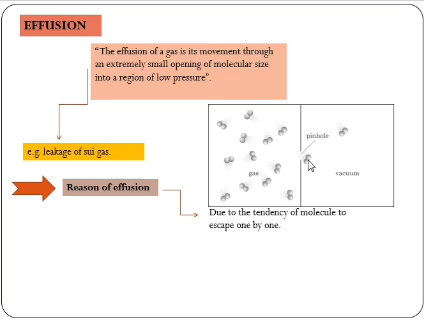 EFFUSION
“The effusion of a gas is its movement through
an extremely small opening of molecular size
into a region of low pressure”.
e.g. leakage of sui gas.
pinhole
gas
vacuum
Reason of effusion
Due to the tendency of molecule to
escape one by one.